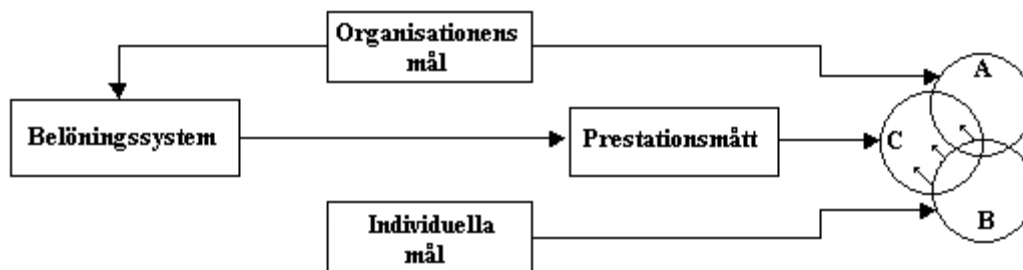 Organisationens
mål
A
Belöningssystem
Prestationsmått
C
Individuella
mål
B